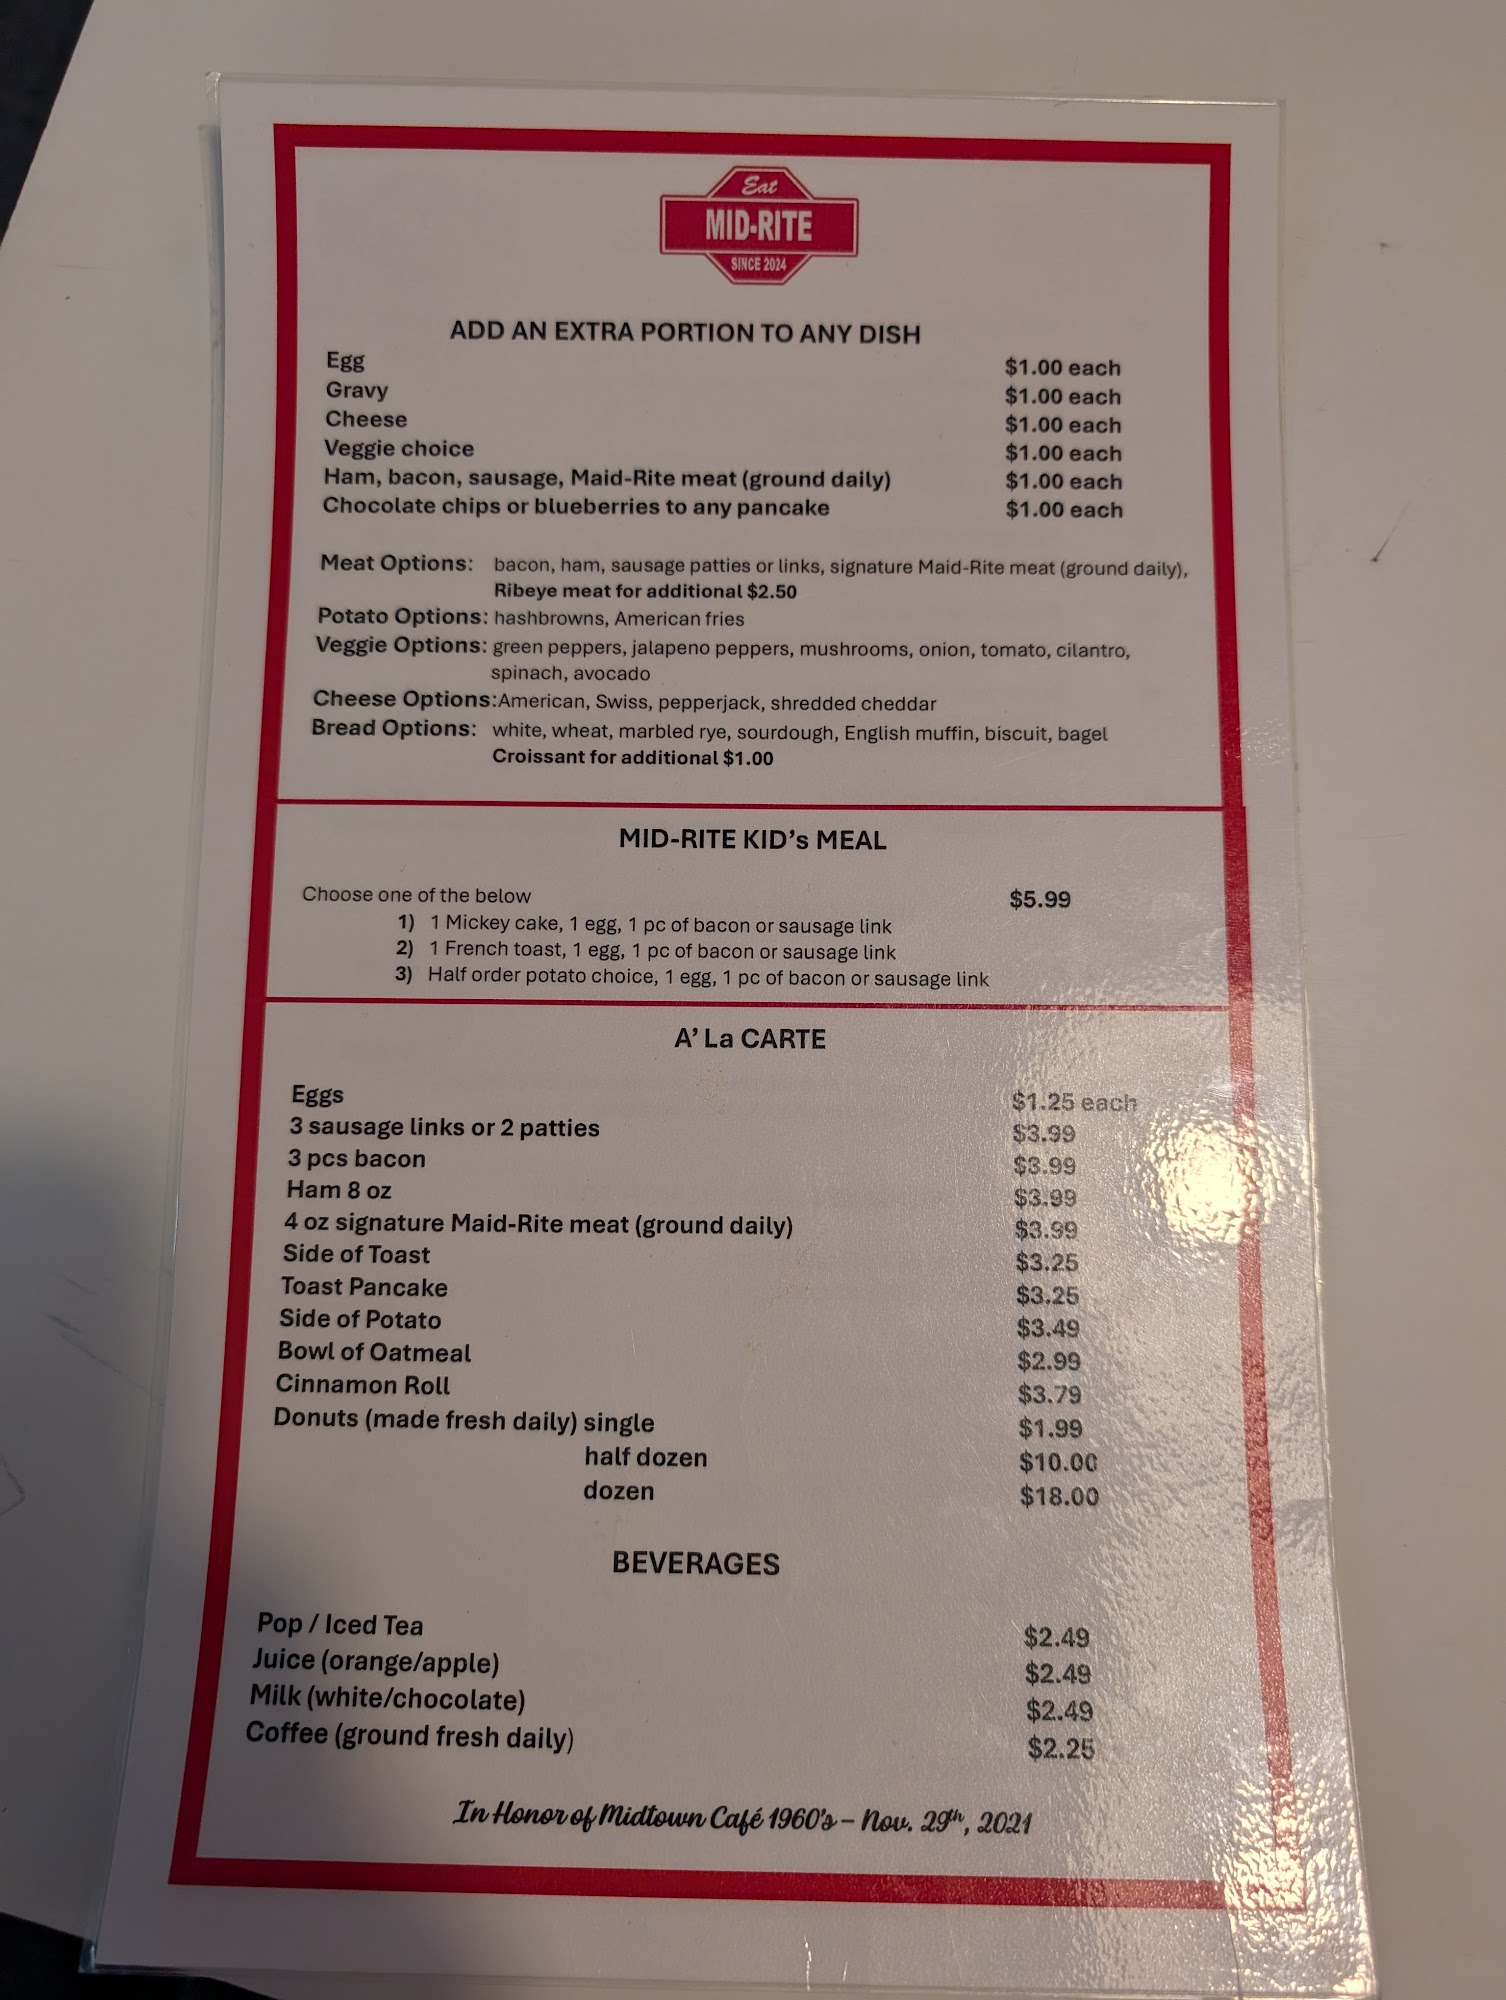 Eat
MID-RITE
SINCE 2024
ADD AN EXTRA PORTION TO ANY DISH
Egg $1.00 each
Gravy $1.00 each
Cheese $1.00 each
Veggie choice $1.00 each
Ham, bacon, sausage, Maid-Rite meat (ground daily) $1.00 each
Chocolate chips or blueberries to any pancake $1.00 each
Meat Options: bacon, ham, sausage patties or links, signature Maid-Rite meat (ground daily),
Ribeye meat for additional $2.50
Potato Options: hashbrowns, American fries
Veggie Options: green peppers, jalapeno peppers, mushrooms, onion, tomato, cilantro,
spinach, avocado
Cheese Options:American, Swiss, pepperjack, shredded cheddar
Bread Options: white, wheat, marbled rye, sourdough, English muffin, biscuit, bagel
Croissant for additional $1.00
MID-RITE KID's MEAL
Choose one of the below $5.99
1) 1 Mickey cake, 1 egg, 1 pc of bacon or sausage link
2) 1 French toast, 1 egg, 1 pc of bacon or sausage link
3) Half order potato choice, 1 egg, 1 pc of bacon or sausage link
A' La CARTE
Eggs $1.25 each
3 sausage links or 2 patties $3.99
3 pcs bacon $3.99
Ham 8 oz $3.99
4 oz signature Maid-Rite meat (ground daily) $3.99
Side of Toast $3.25
Toast Pancake $3.25
Side of Potato $3.49
Bowl of Oatmeal $2.99
Cinnamon Roll $3.79
Donuts (made fresh daily) single $1.99
half dozen $10.00
dozen $18.00
BEVERAGES
Pop / Iced Tea $2.49
Juice (orange/apple) $2.49
Milk (white/chocolate) $2.49
Coffee (ground fresh daily) $2.25
In Honor of Midtown Café 1960's – Nov. 29th, 2021